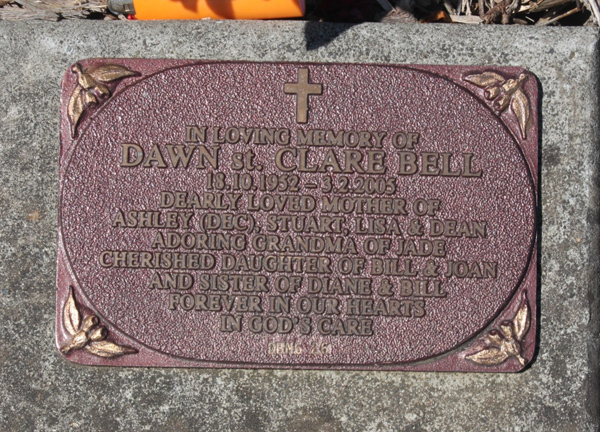 IN LOVING MEMORY OF
DAWN st. CLARE BELL
18.10.1952 – 3.2.2005
DEARLY LOVED MOTHER OF
ASHLEY (DEC), STUART, LISA & DEAN
ADORING GRANDMA OF JADE
CHERISHED DAUGHTER OF BILL & JOAN
AND SISTER OF DIANE & BILL
FOREVER IN OUR HEARTS
IN GOD'S CARE